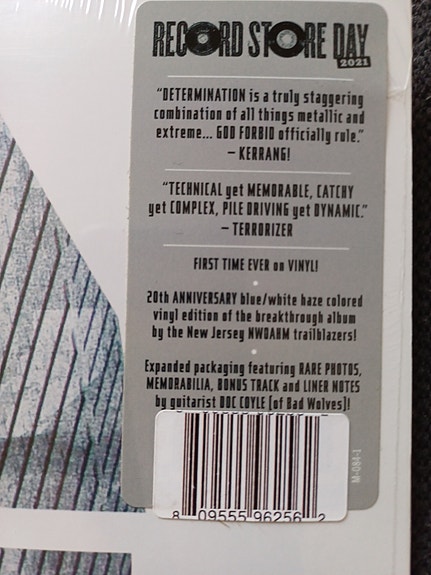 RECORD STORE DAY
2021
"DETERMINATION is a truly staggering
combination of all things metallic and
extreme... GOD FORBID officially rule."
– KERRANG!
"TECHNICAL yet MEMORABLE, CATCHY
yet COMPLEX, PILE DRIVING yet DYNAMIC."
– TERRORIZER
FIRST TIME EVER on VINYL!
20th ANNIVERSARY blue/white haze colored
vinyl edition of the breakthrough album
by the New Jersey NWOAHM trailblazers!
Expanded packaging featuring RARE PHOTOS,
MEMORABILIA, BONUS TRACK and LINER NOTES
by guitarist DOC COYLE [of Bad Wolves]!
8 09555 96256 2
M-084-1